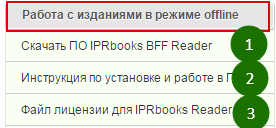 Работа с изданиями в режиме offline
Скачать ПО IPRbooks BFF Reader 1
Инструкция по установке и работе в 2
Файл лицензии для IPRbooks Reader 3